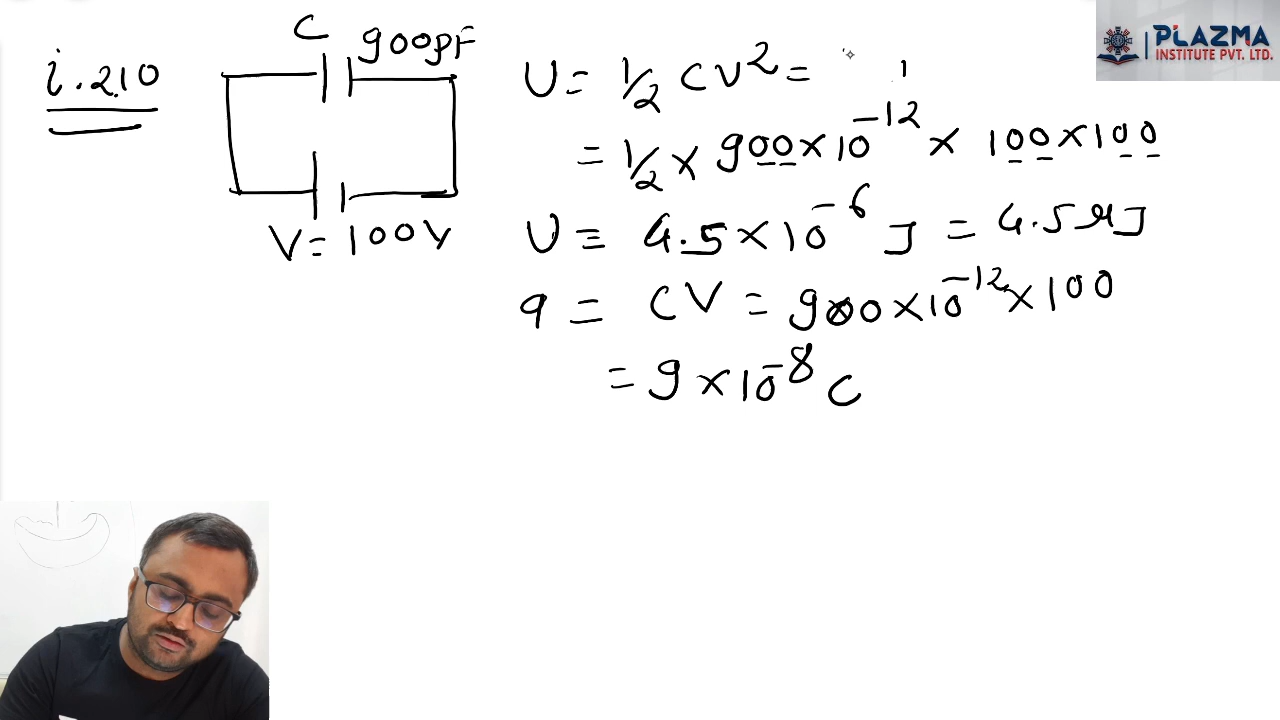 i.210
C
900pF
V = 100V
U = 1/2 CV² =
= 1/2 × 900×10⁻¹² × 100×100
U = 4.5×10⁻⁶ J = 4.5μJ
q = CV = 900×10⁻¹²×100
= 9×10⁻⁸ C
PLAZMA
INSTITUTE PVT. LTD.